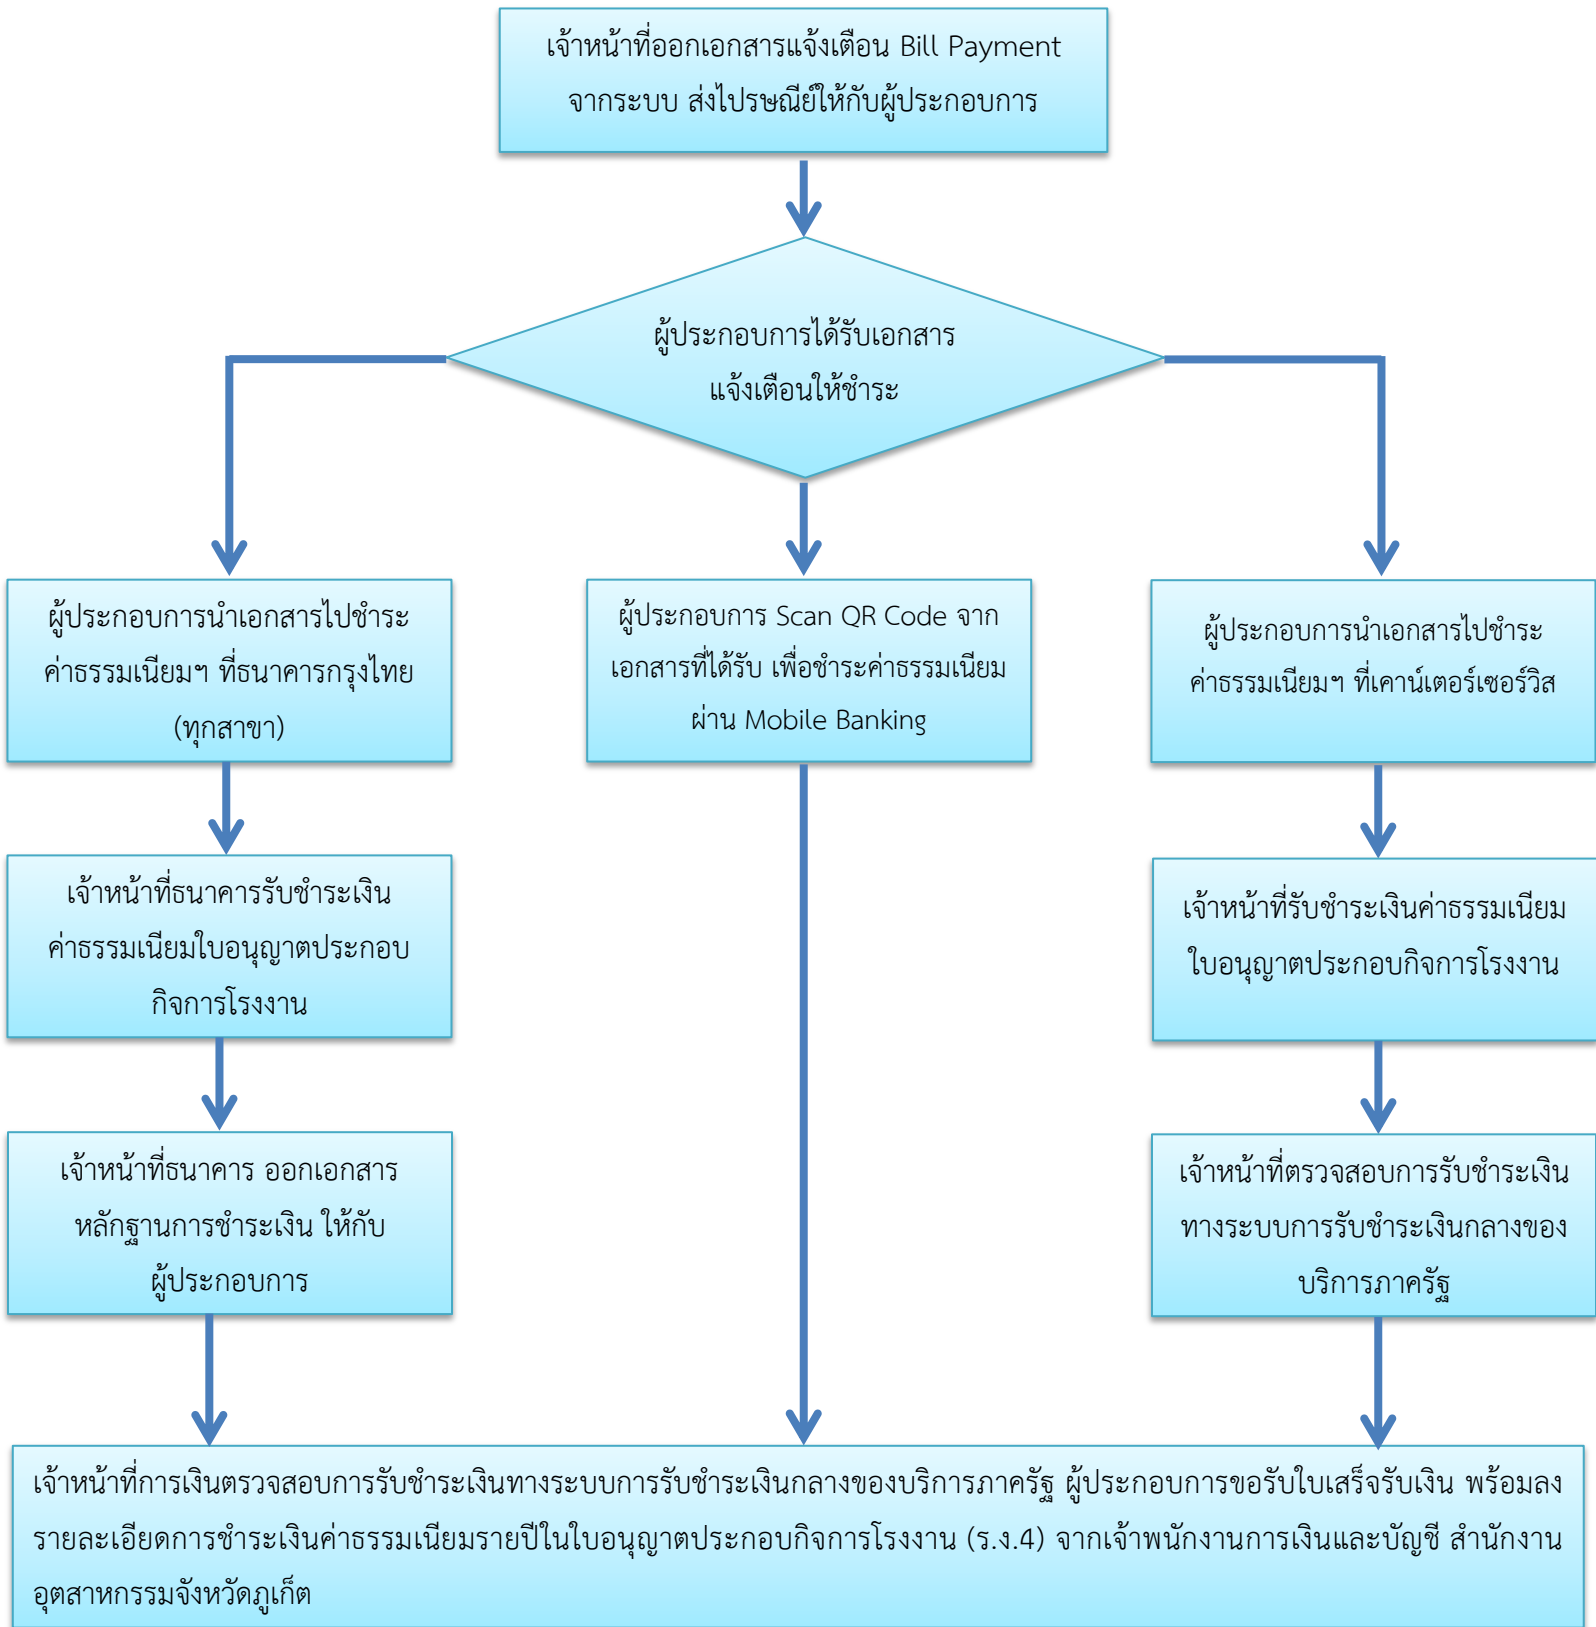 เจ้าหน้าที่ออกเอกสารแจ้งเตือน Bill Payment
จากระบบ ส่งไปรษณีย์ให้กับผู้ประกอบการ
ผู้ประกอบการได้รับเอกสาร
แจ้งเตือนให้ชำระ
ผู้ประกอบการนำเอกสารไปชำระ
ค่าธรรมเนียมฯ ที่ธนาคารกรุงไทย
(ทุกสาขา)
ผู้ประกอบการ Scan QR Code จาก
เอกสารที่ได้รับ เพื่อชำระค่าธรรมเนียม
ผ่าน Mobile Banking
ผู้ประกอบการนำเอกสารไปชำระ
ค่าธรรมเนียมฯ ที่เคาน์เตอร์เซอร์วิส
เจ้าหน้าที่ธนาคารรับชำระเงิน
ค่าธรรมเนียมใบอนุญาตประกอบ
กิจการโรงงาน
เจ้าหน้าที่รับชำระเงินค่าธรรมเนียม
ใบอนุญาตประกอบกิจการโรงงาน
เจ้าหน้าที่ธนาคาร ออกเอกสาร
หลักฐานการชำระเงิน ให้กับ
ผู้ประกอบการ
เจ้าหน้าที่ตรวจสอบการรับชำระเงิน
ทางระบบการรับชำระเงินกลางของ
บริการภาครัฐ
เจ้าหน้าที่การเงินตรวจสอบการรับชำระเงินทางระบบการรับชำระเงินกลางของบริการภาครัฐ ผู้ประกอบการขอรับใบเสร็จรับเงิน พร้อมลง
รายละเอียดการชำระเงินค่าธรรมเนียมรายปีในใบอนุญาตประกอบกิจการโรงงาน (ร.ง.4) จากเจ้าพนักงานการเงินและบัญชี สำนักงาน
อุตสาหกรรมจังหวัดภูเก็ต